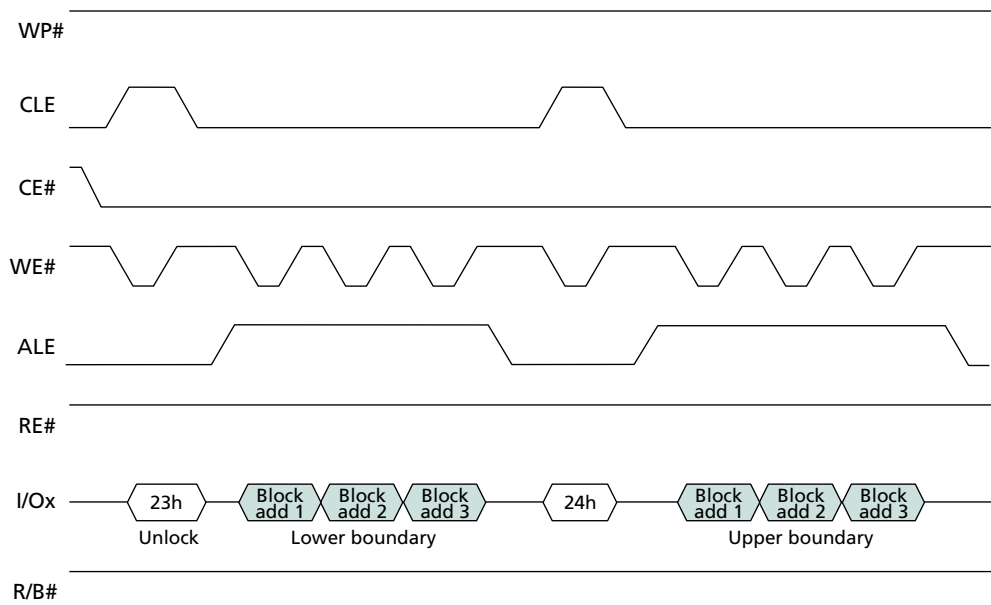 WP#
CLE
CE#
WE#
ALE
RE#
I/Ox
23h
Block add 1
Block add 2
Block add 3
24h
Block add 1
Block add 2
Block add 3
Unlock
Lower boundary
Upper boundary
R/B#